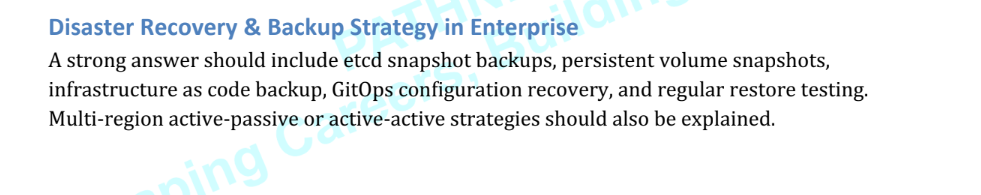 Disaster Recovery & Backup Strategy in Enterprise
A strong answer should include etcd snapshot backups, persistent volume snapshots,
infrastructure as code backup, GitOps configuration recovery, and regular restore testing.
Multi-region active-passive or active-active strategies should also be explained.
Careers,